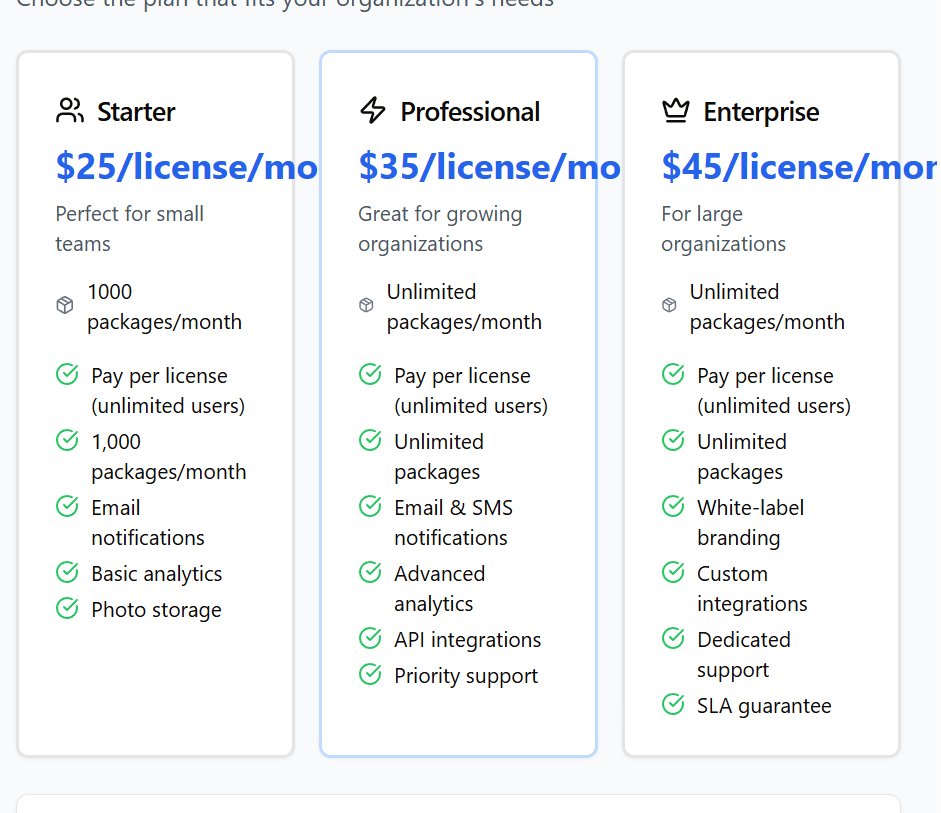 Choose the plan that fits your organization's needs
Starter
$25/license/mo
Perfect for small
teams
1000
packages/month
Pay per license
(unlimited users)
1,000
packages/month
Email
notifications
Basic analytics
Photo storage
Professional
$35/license/mo
Great for growing
organizations
Unlimited
packages/month
Pay per license
(unlimited users)
Unlimited
packages
Email & SMS
notifications
Advanced
analytics
API integrations
Priority support
Enterprise
$45/license/mon
For large
organizations
Unlimited
packages/month
Pay per license
(unlimited users)
Unlimited
packages
White-label
branding
Custom
integrations
Dedicated
support
SLA guarantee